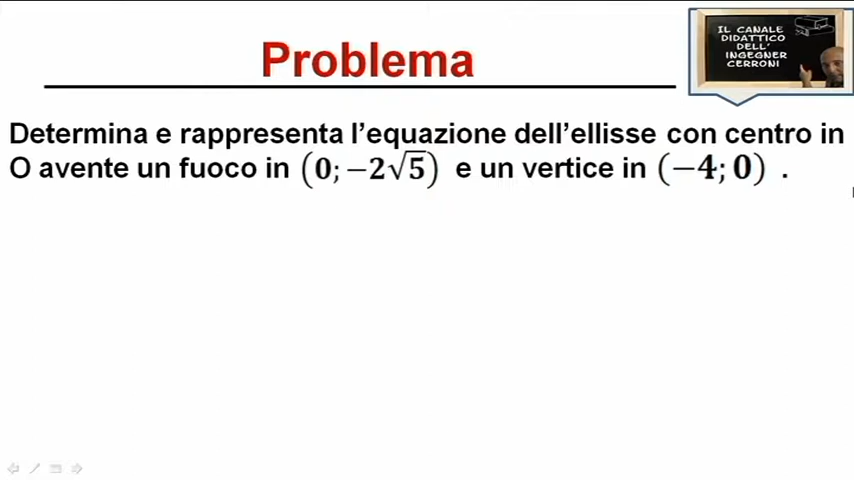 Problema
IL CANALE
DIDATTICO
DELL'
INGEGNER
CERRONI
Determina e rappresenta l'equazione dell'ellisse con centro in
O avente un fuoco in (0; −2√5) e un vertice in (−4; 0) .